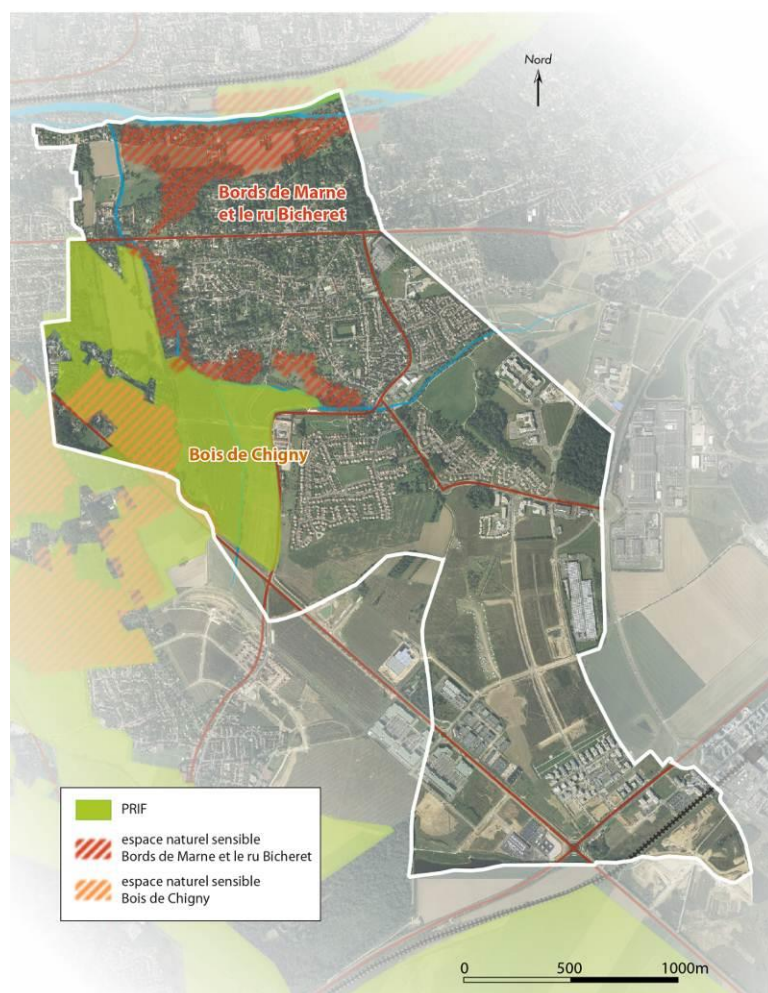 Nord
Bords de Marne
et le ru Bicheret
Bois de Chigny
PRIF
espace naturel sensible
Bords de Marne et le ru Bicheret
espace naturel sensible
Bois de Chigny
0 500 1000m